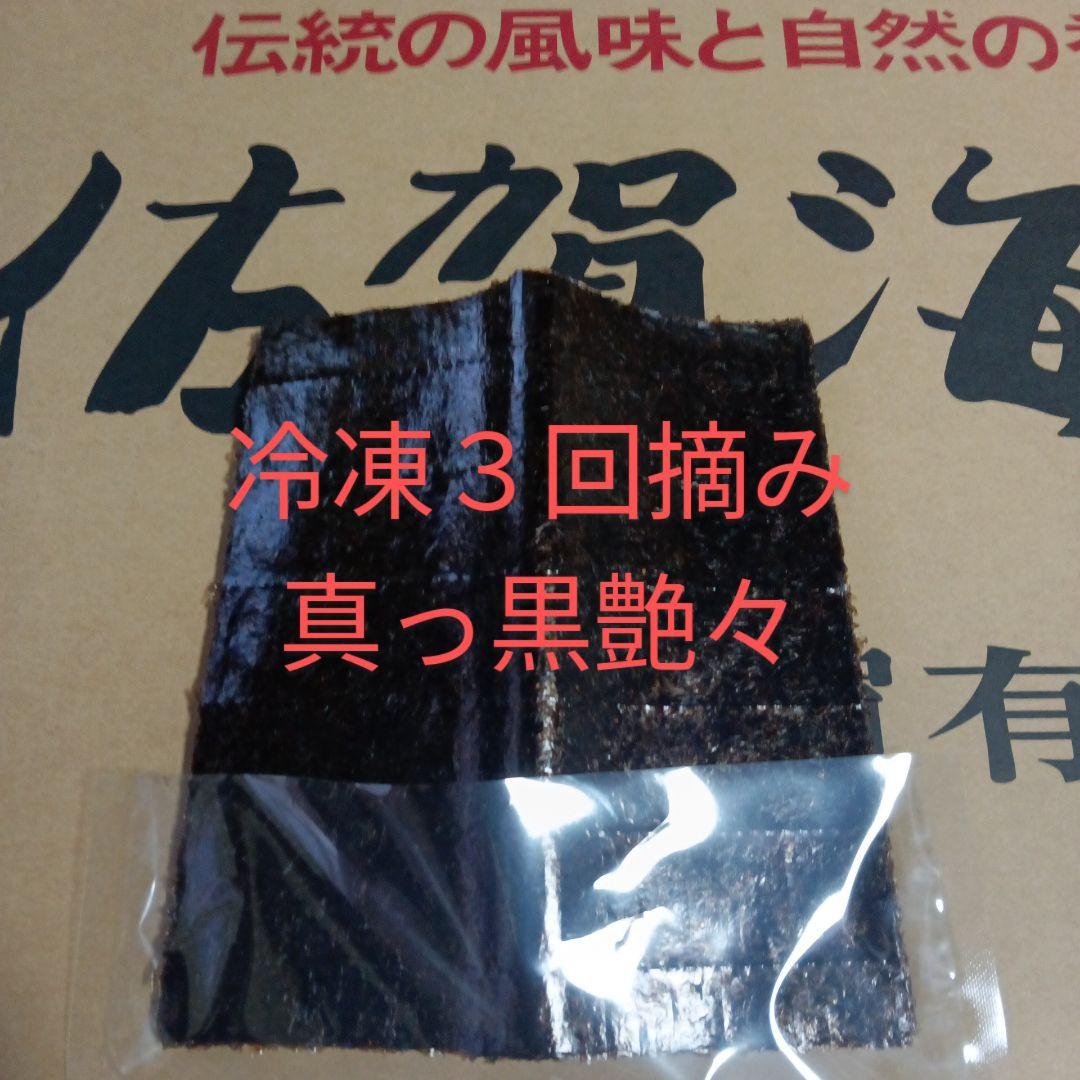 伝統の風味と自然の
佐賀海
冷凍３回摘み
真っ黒艶々
有